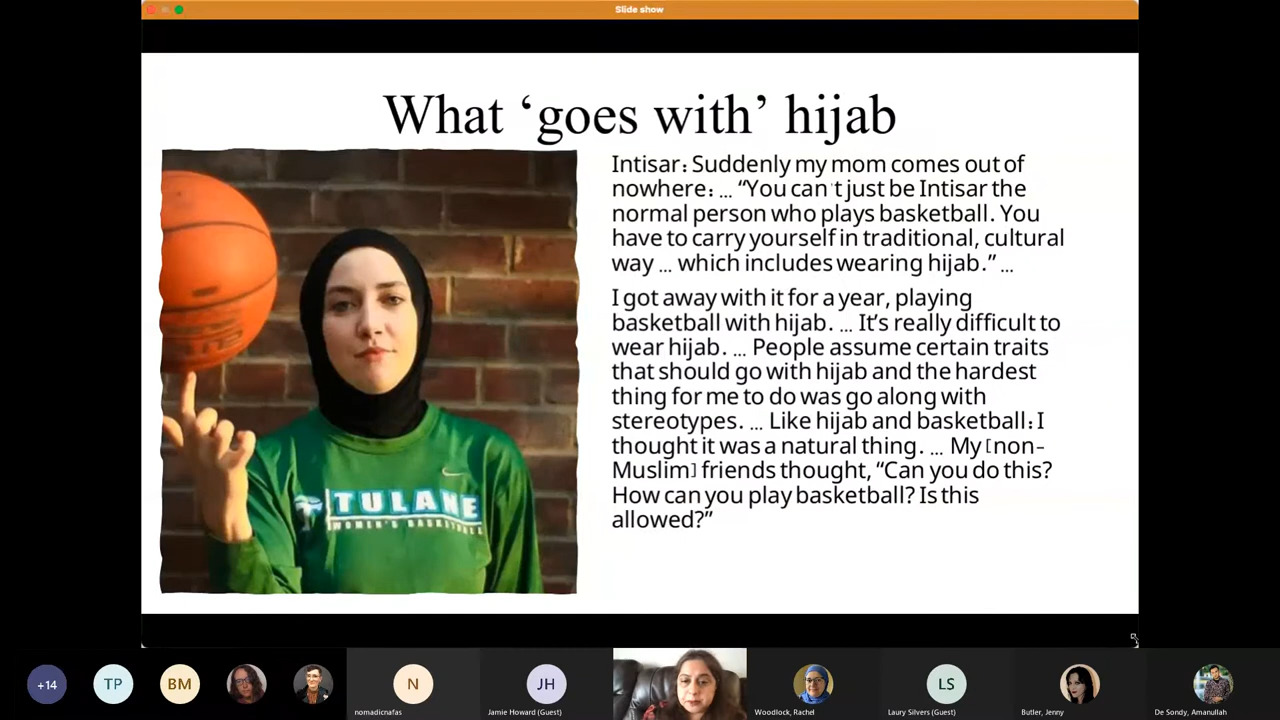 Slide show
What ‘goes with’ hijab
Intisar: Suddenly my mom comes out of
nowhere: ... “You can't just be Intisar the
normal person who plays basketball. You
have to carry yourself in traditional, cultural
way ... which includes wearing hijab.” ...
I got away with it for a year, playing
basketball with hijab. ... It’s really difficult to
wear hijab. ... People assume certain traits
that should go with hijab and the hardest
thing for me to do was go along with
stereotypes. ... Like hijab and basketball: I
thought it was a natural thing. ... My [non-
Muslim] friends thought, “Can you do this?
How can you play basketball? Is this
allowed?”
TULANE
WOMEN'S BASKETBALL
+14
TP
BM
N
nomadicnafas
JH
Jamie Howard (Guest)
Woodlock, Rachel
LS
Laury Silvers (Guest)
Butler, Jenny
De Sondy, Amanullah